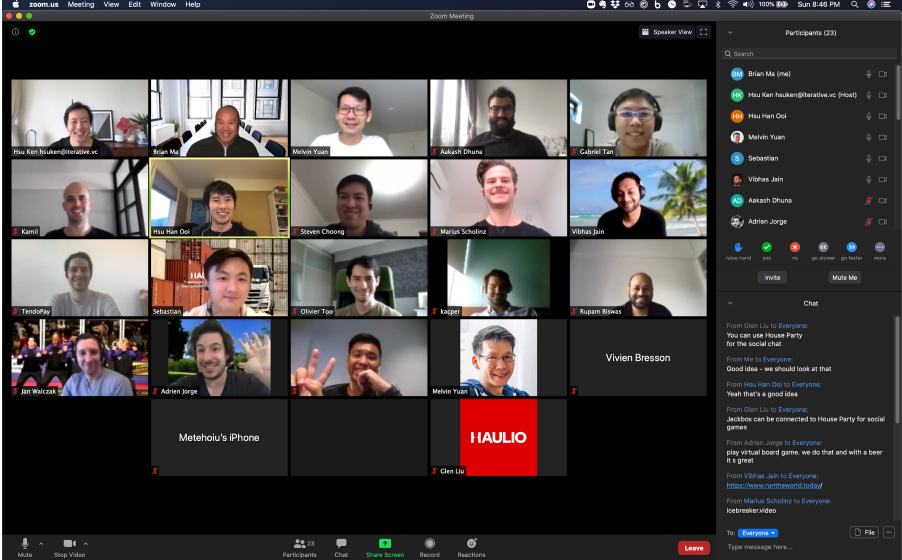 zoom.us Meeting View Edit Window Help
100% Sun 8:46 PM
Zoom Meeting
Speaker View
Hsu Ken hsuken@iterative.vc
Brian Ma
Melvin Yuan
Aakash Dhuna
Gabriel Tan
Kamil
Hsu Han Ooi
Steven Choong
Marius Scholinz
Vibhas Jain
TendoPay
Sebastian
Olivier Too
kacper
Rupam Biswas
Jan Walczak
Adrien Jorge
Melvin Yuan
Vivien Bresson
Metehoiu's iPhone
HAULIO
Glen Liu
Participants (23)
Search
BM Brian Ma (me)
HK Hsu Ken hsuken@iterative.vc (Host)
HH Hsu Han Ooi
Melvin Yuan
S Sebastian
Vibhas Jain
AD Aakash Dhuna
Adrien Jorge
raise hand yes no go slower go faster more
Invite Mute Me
Chat
From Glen Liu to Everyone:
You can use House Party
for the social chat
From Me to Everyone:
Good idea - we should look at that
From Hsu Han Ooi to Everyone:
Yeah that's a good idea
From Glen Liu to Everyone:
Jackbox can be connected to House Party for social
games
From Adrien Jorge to Everyone:
play virtual board game. we do that and with a beer
it s great
From Vibhas Jain to Everyone:
https://www.runtheworld.today/
From Marius Scholinz to Everyone:
icebreaker.video
To: Everyone File
Type message here...
Mute Stop Video Participants 23 Chat Share Screen Record Reactions Leave